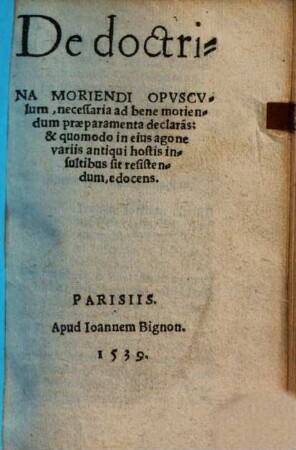 De doctri-
NA MORIENDI OPVSCV-
lum, necessaria ad bene morien-
dum præparamenta declarãs:
& quomodo in eius agone
variis antiqui hostis in-
sultibus sit resisten-
dum, edocens.
PARISIIS.
Apud Ioannem Bignon.
1539.